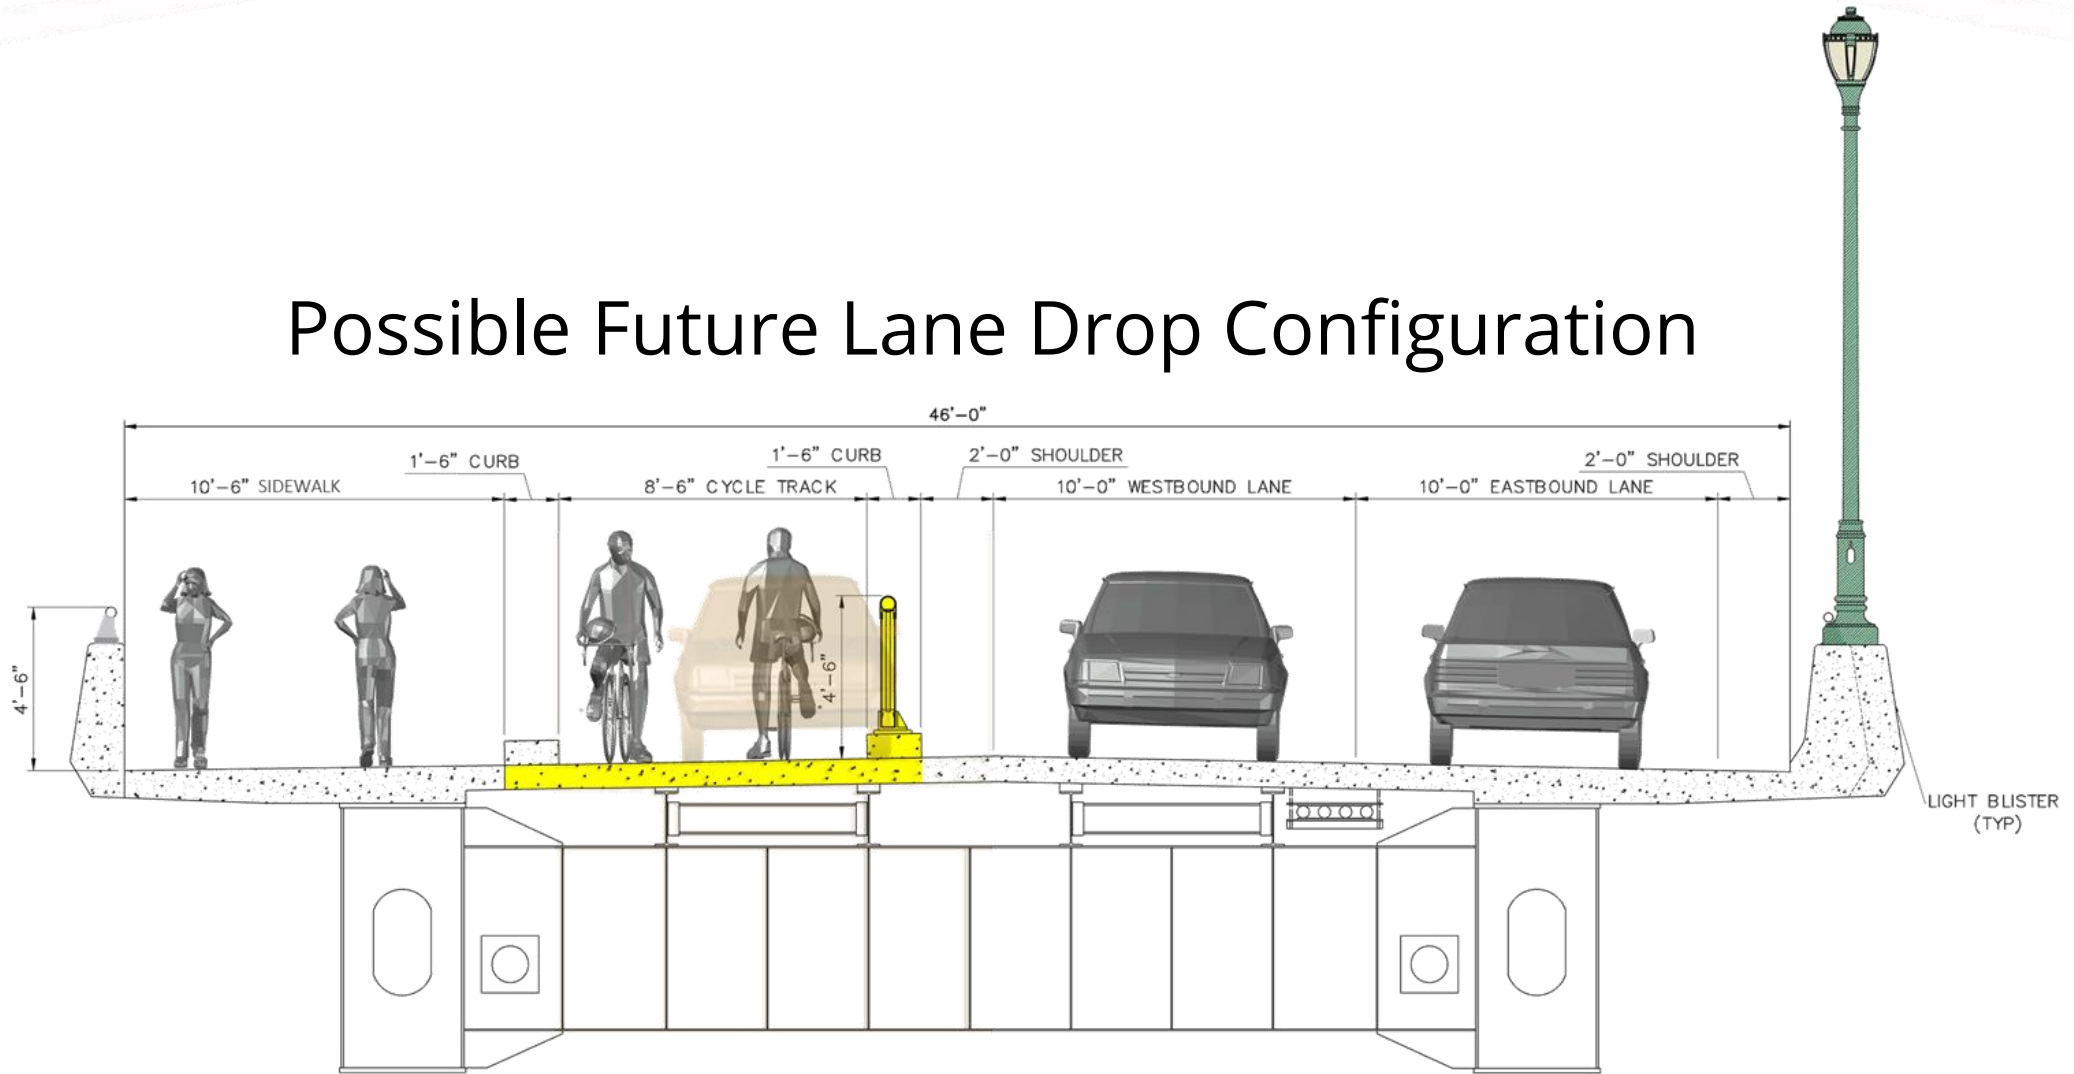 Possible Future Lane Drop Configuration
46'-0"
1'-6" CURB
1'-6" CURB
2'-0" SHOULDER
2'-0" SHOULDER
10'-6" SIDEWALK
8'-6" CYCLE TRACK
10'-0" WESTBOUND LANE
10'-0" EASTBOUND LANE
4'-6"
4'-6"
LIGHT BLISTER
(TYP)